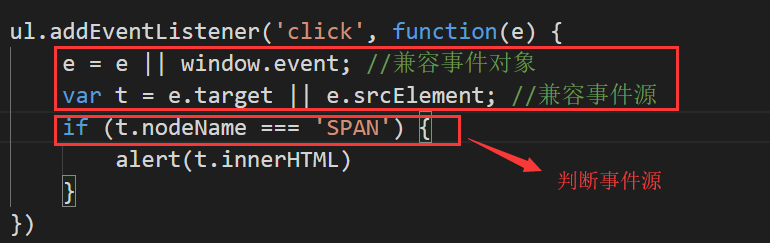 ul.addEventListener('click', function(e) {
e = e || window.event; //兼容事件对象
var t = e.target || e.srcElement; //兼容事件源
if (t.nodeName === 'SPAN') {
alert(t.innerHTML)
判断事件源
}
})